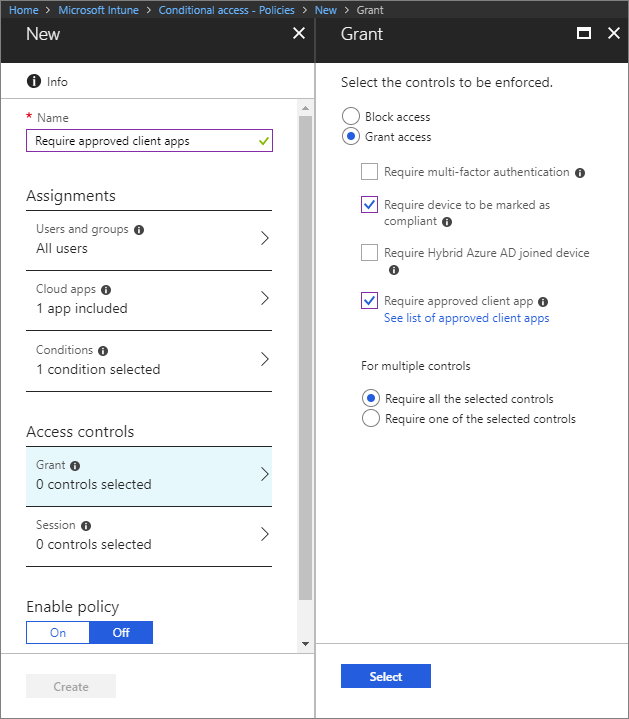 Home > Microsoft Intune > Conditional access - Policies > New > Grant
New
Info
* Name
Require approved client apps
Assignments
Users and groups
All users
Cloud apps
1 app included
Conditions
1 condition selected
Access controls
Grant
0 controls selected
Session
0 controls selected
Enable policy
On Off
Create
Grant
Select the controls to be enforced.
Block access
Grant access
Require multi-factor authentication
Require device to be marked as
compliant
Require Hybrid Azure AD joined device
Require approved client app
See list of approved client apps
For multiple controls
Require all the selected controls
Require one of the selected controls
Select